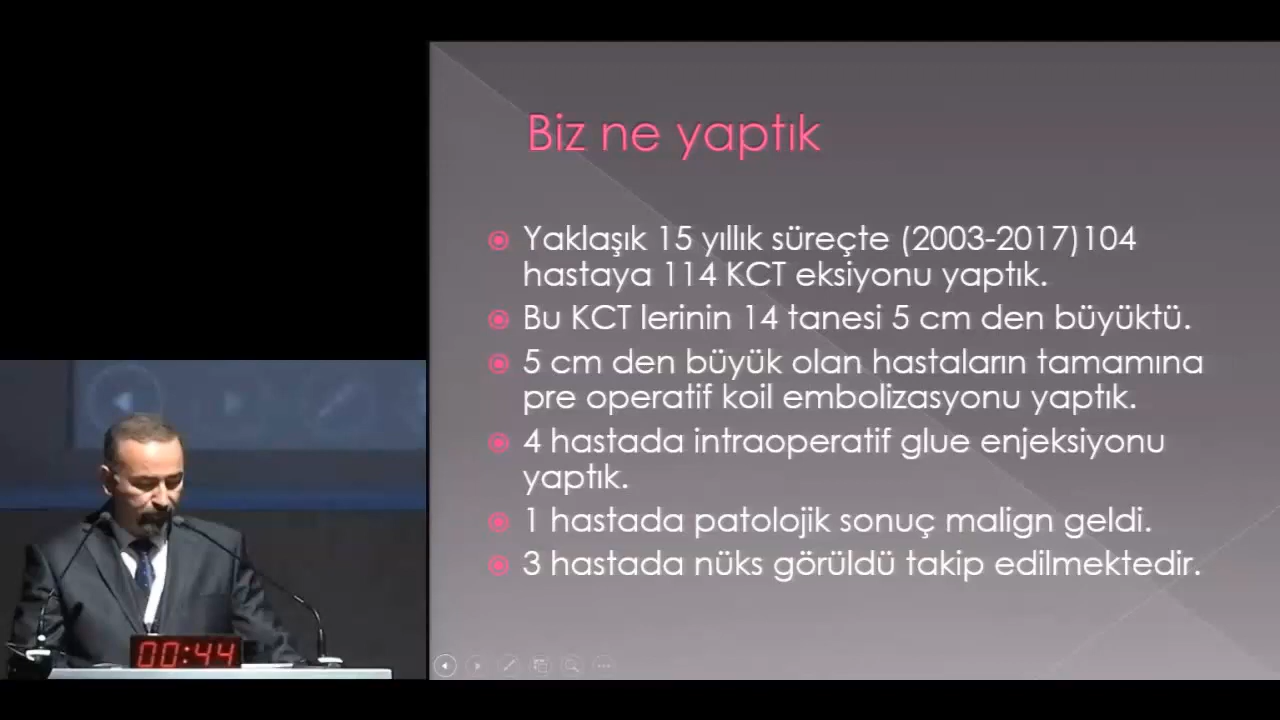 Biz ne yaptık
Yaklaşık 15 yıllık süreçte (2003-2017)104
hastaya 114 KCT eksiyonu yaptık.
Bu KCT lerinin 14 tanesi 5 cm den büyüktü.
5 cm den büyük olan hastaların tamamına
pre operatif koil embolizasyonu yaptık.
4 hastada intraoperatif glue enjeksiyonu
yaptık.
1 hastada patolojik sonuç malign geldi.
3 hastada nüks görüldü takip edilmektedir.
00:44